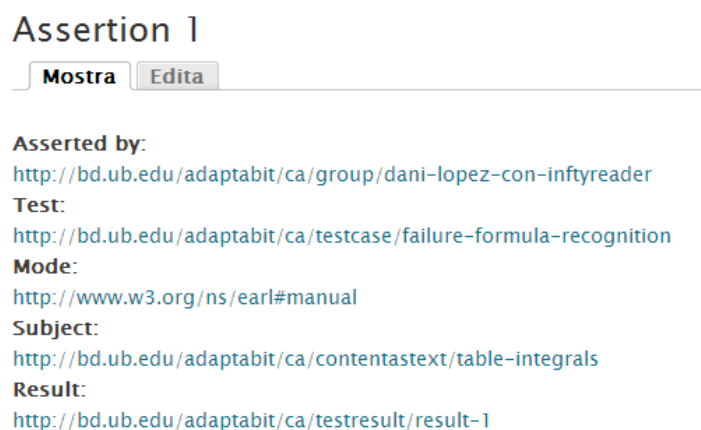 Assertion 1
Mostra Edita
Asserted by:
http://bd.ub.edu/adaptabit/ca/group/dani-lopez-con-inftyreader
Test:
http://bd.ub.edu/adaptabit/ca/testcase/failure-formula-recognition
Mode:
http://www.w3.org/ns/earl#manual
Subject:
http://bd.ub.edu/adaptabit/ca/contentastext/table-integrals
Result:
http://bd.ub.edu/adaptabit/ca/testresult/result-1